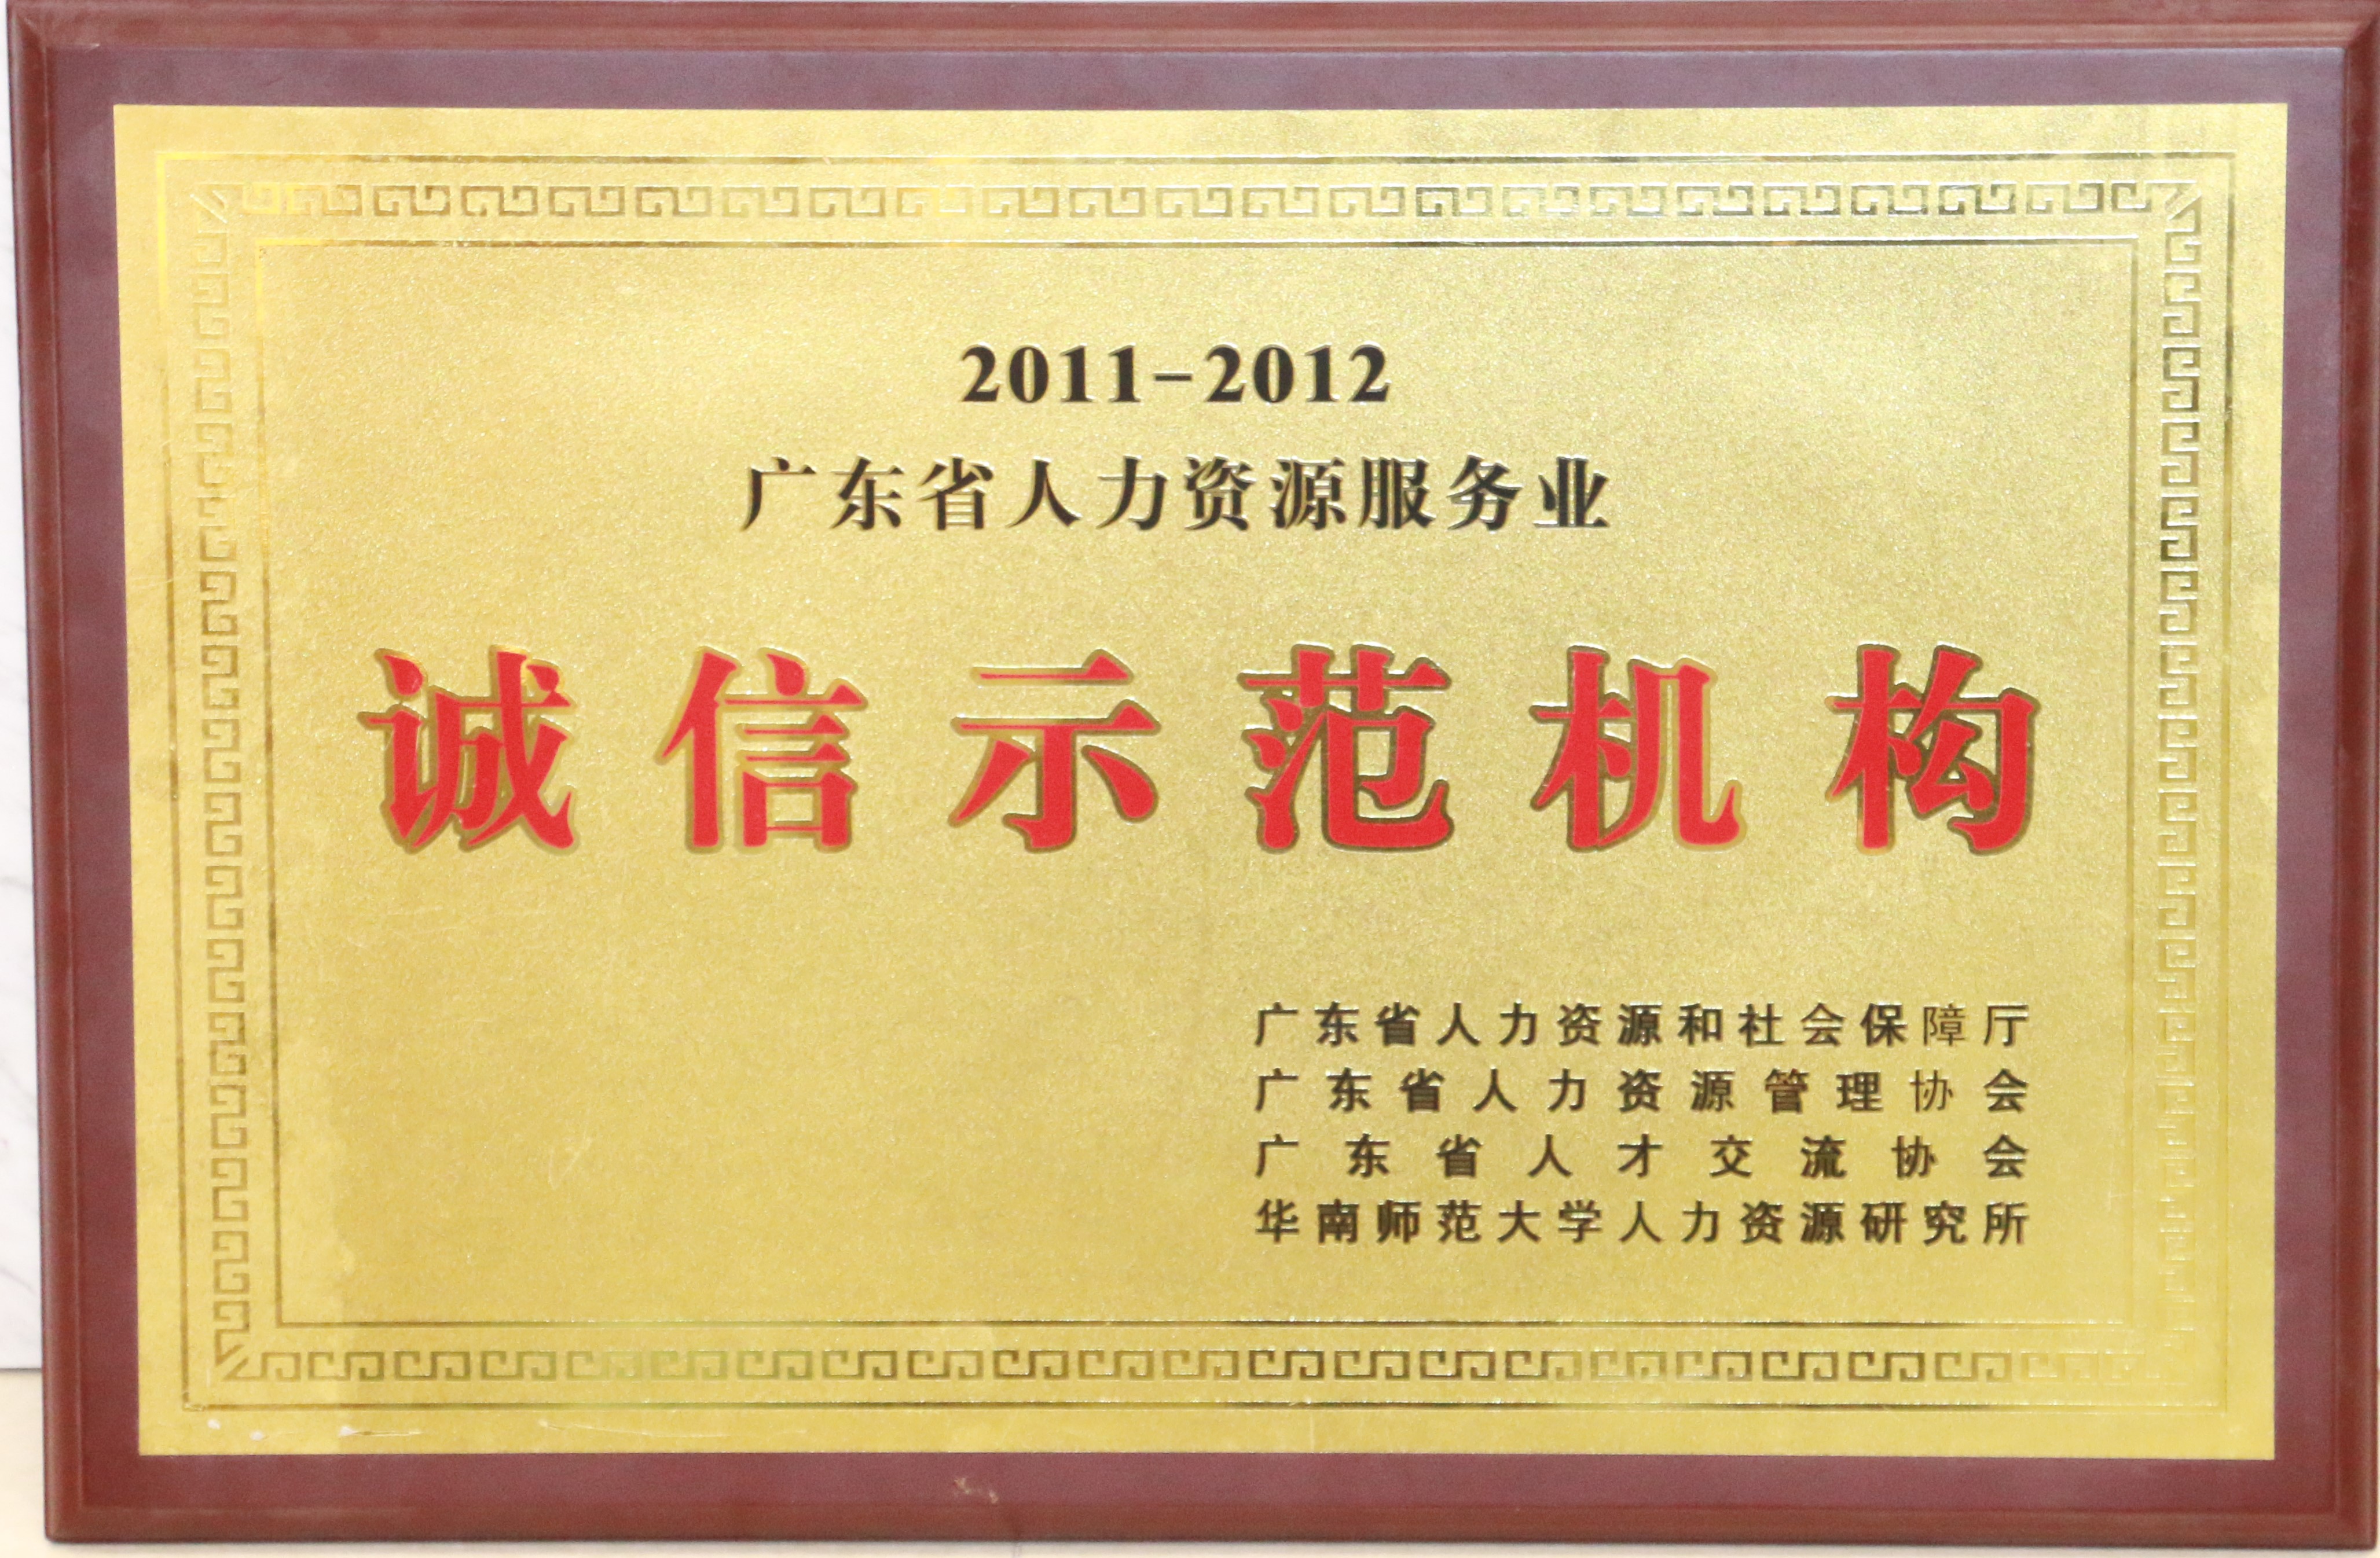 2011-2012
广东省人力资源服务业
诚信示范机构
广东省人力资源和社会保障厅
广东省人力资源管理协会
广东省人才交流协会
华南师范大学人力资源研究所